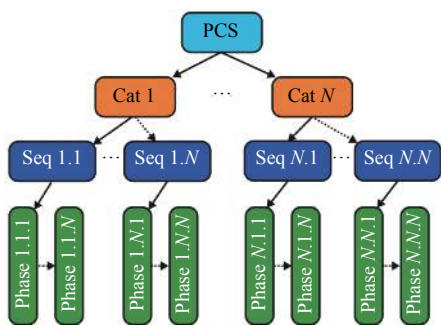 PCS
Cat 1 ... Cat N
Seq 1.1 ... Seq 1.N Seq N.1 ... Seq N.N
Phase 1.1.1
Phase 1.1.N
Phase 1.N.1
Phase 1.N.N
Phase N.1.1
Phase N.1.N
Phase N.N.1
Phase N.N.N